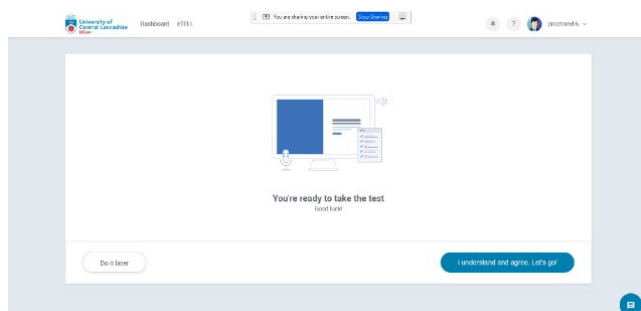 University of
Central Lancashire
UCLan
Dashboard
You are sharing your entire screen.
Stop Sharing
?
You're ready to take the test
Good luck!
Do it later
I understand and agree. Let's go!